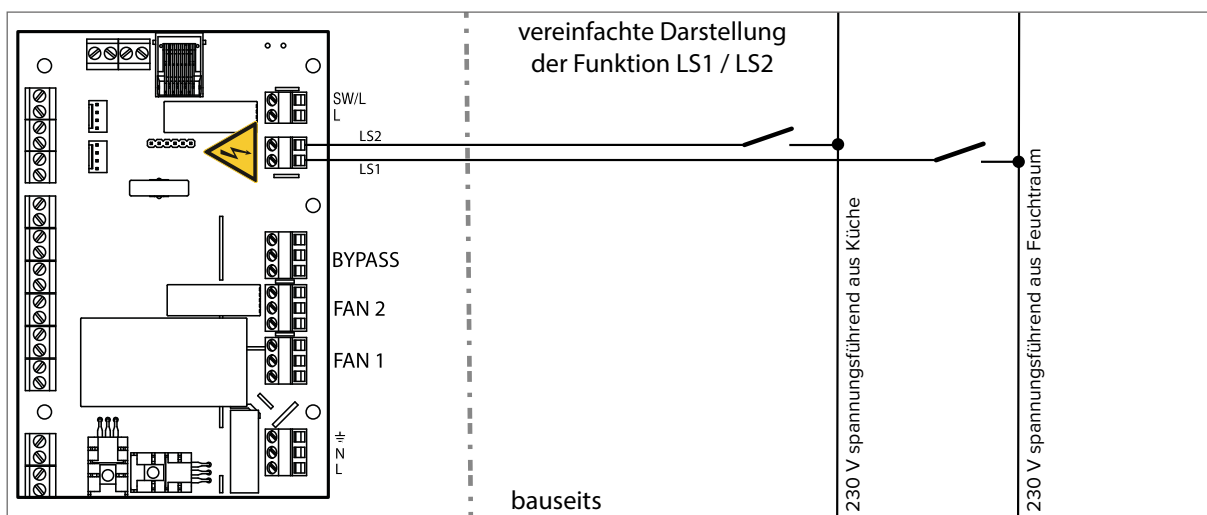 vereinfachte Darstellung
der Funktion LS1 / LS2
SW/L
L
LS2
LS1
BYPASS
FAN 2
FAN 1
N
L
bauseits
230 V spannungsführend aus Küche
230 V spannungsführend aus Feuchtraum